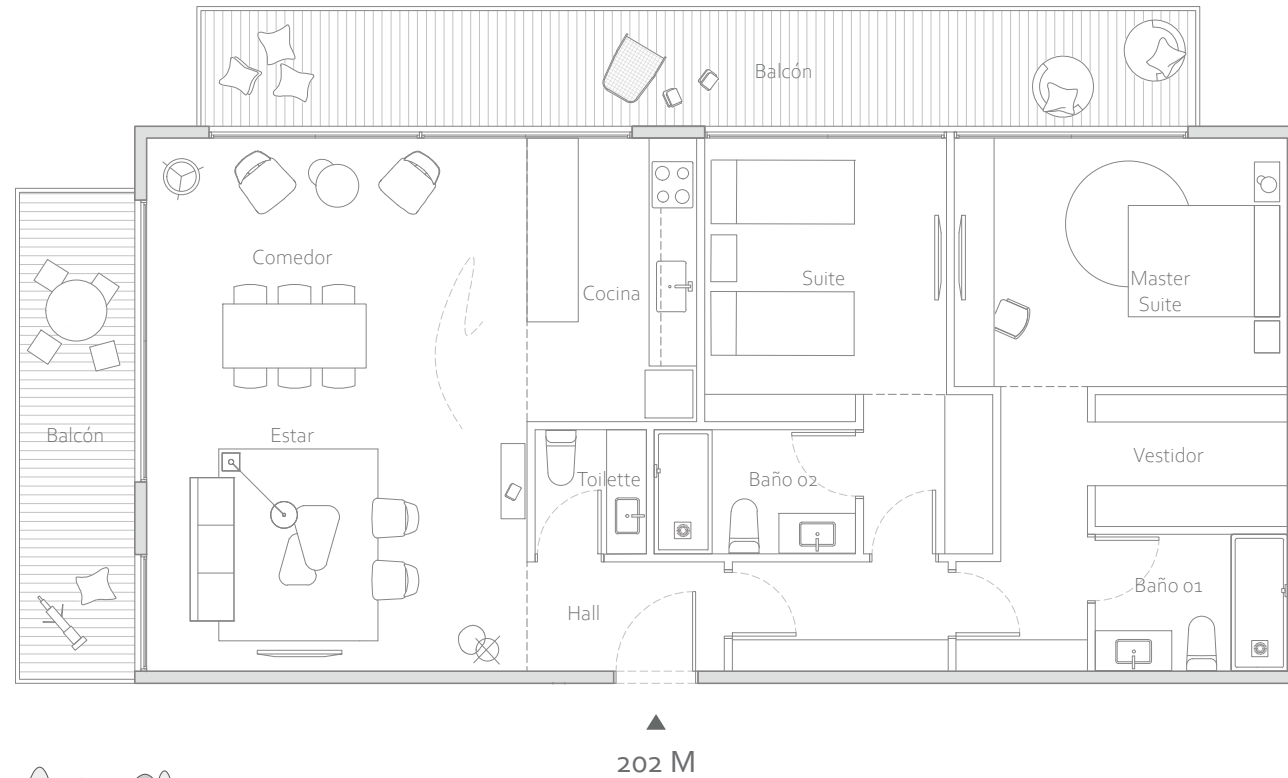 Balcón
Comedor
Cocina
Suite
Master
Suite
Balcón
Estar
Toilette
Baño 02
Vestidor
Hall
Baño 01
202 M